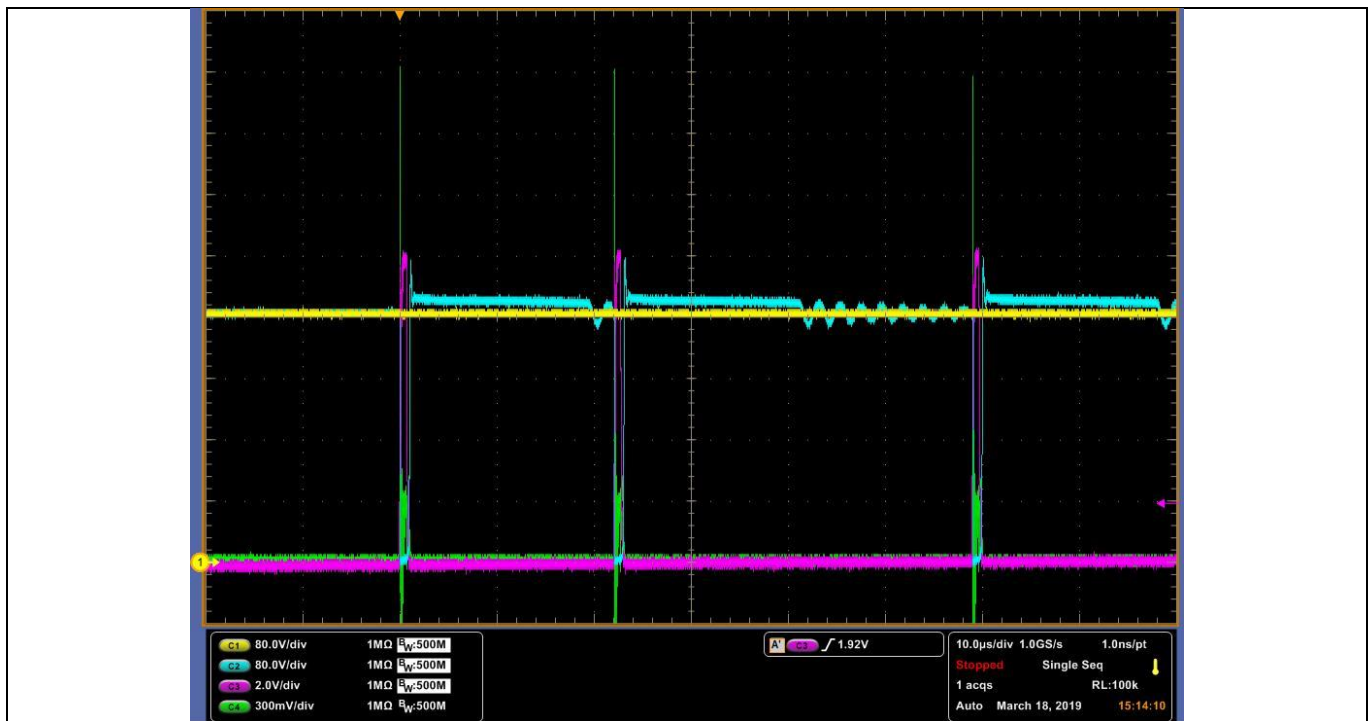 1
C1 80.0V/div 1MΩ BW:500M
C2 80.0V/div 1MΩ BW:500M
C3 2.0V/div 1MΩ BW:500M
C4 300mV/div 1MΩ BW:500M
A' C3 1.92V
10.0µs/div 1.0GS/s 1.0ns/pt
Stopped Single Seq
1 acqs RL:100k
Auto March 18, 2019 15:14:10